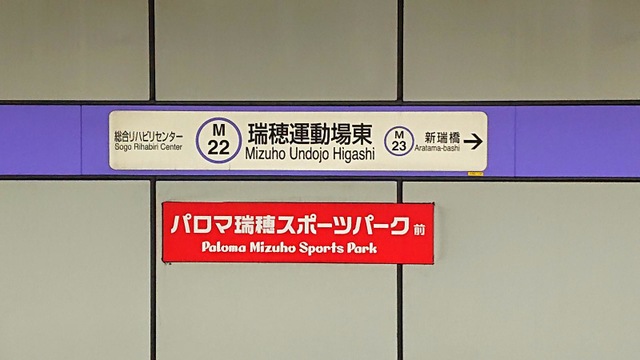 総合リハビリセンター
Sogo Rihabiri Center
M
22
瑞穂運動場東
Mizuho Undojo Higashi
M
23
新瑞橋
Aratama-bashi
パロマ瑞穂スポーツパーク前
Paloma Mizuho Sports Park